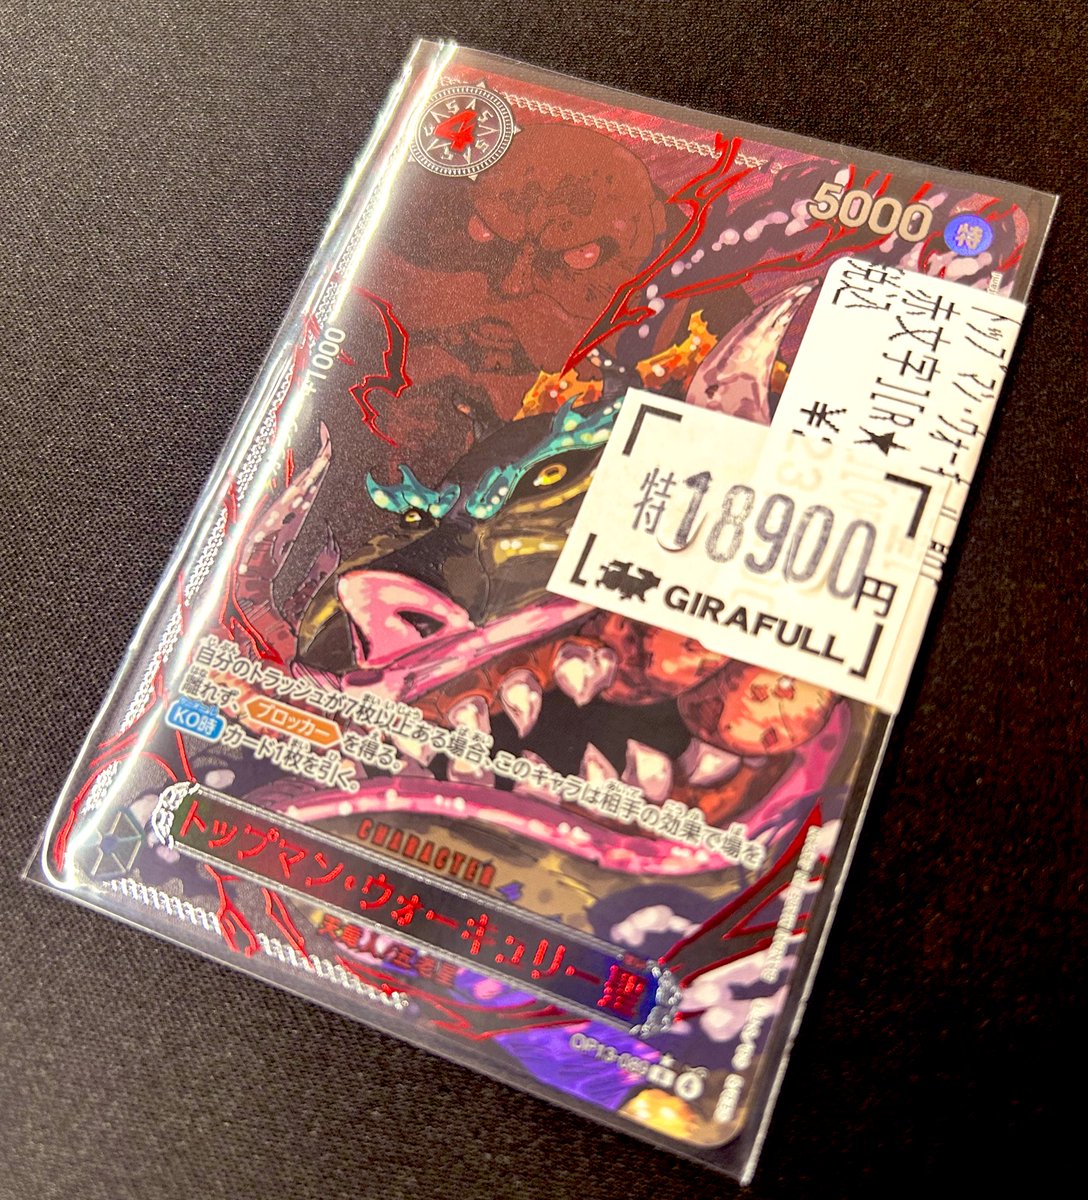 4
5000
特
+1000
トップマン・ウォーキ
赤文字]][R★
¥23
特付18900円
GIRAFULL
自分のトラッシュが7枚以上ある場合、このキャラは相手の効果で場を
離れず、ブロッカーを得る。
KO時 カード1枚を引く。
CHARACTER
トップマン・ウォーキュリー聖
天竜人/五老星